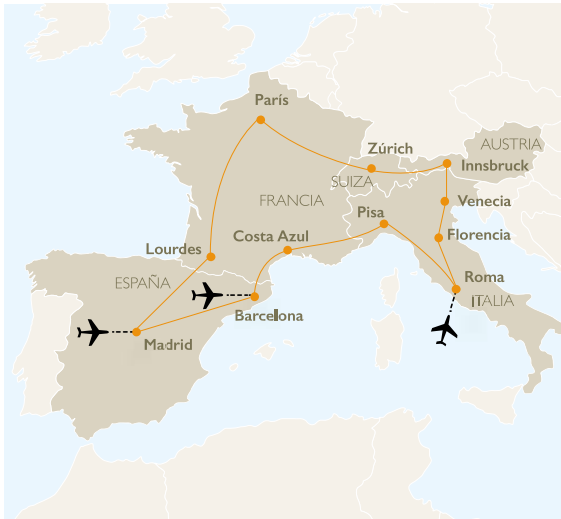 París
Zúrich
AUSTRIA
Innsbruck
SUIZA
FRANCIA
Venecia
Pisa
Costa Azul
Florencia
Lourdes
ESPAÑA
Roma
ITALIA
Barcelona
Madrid